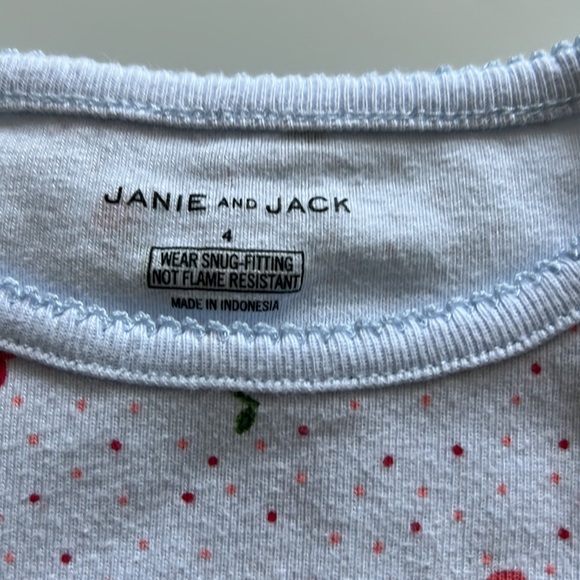 JANIE AND JACK
4
WEAR SNUG-FITTING
NOT FLAME RESISTANT
MADE IN INDONESIA